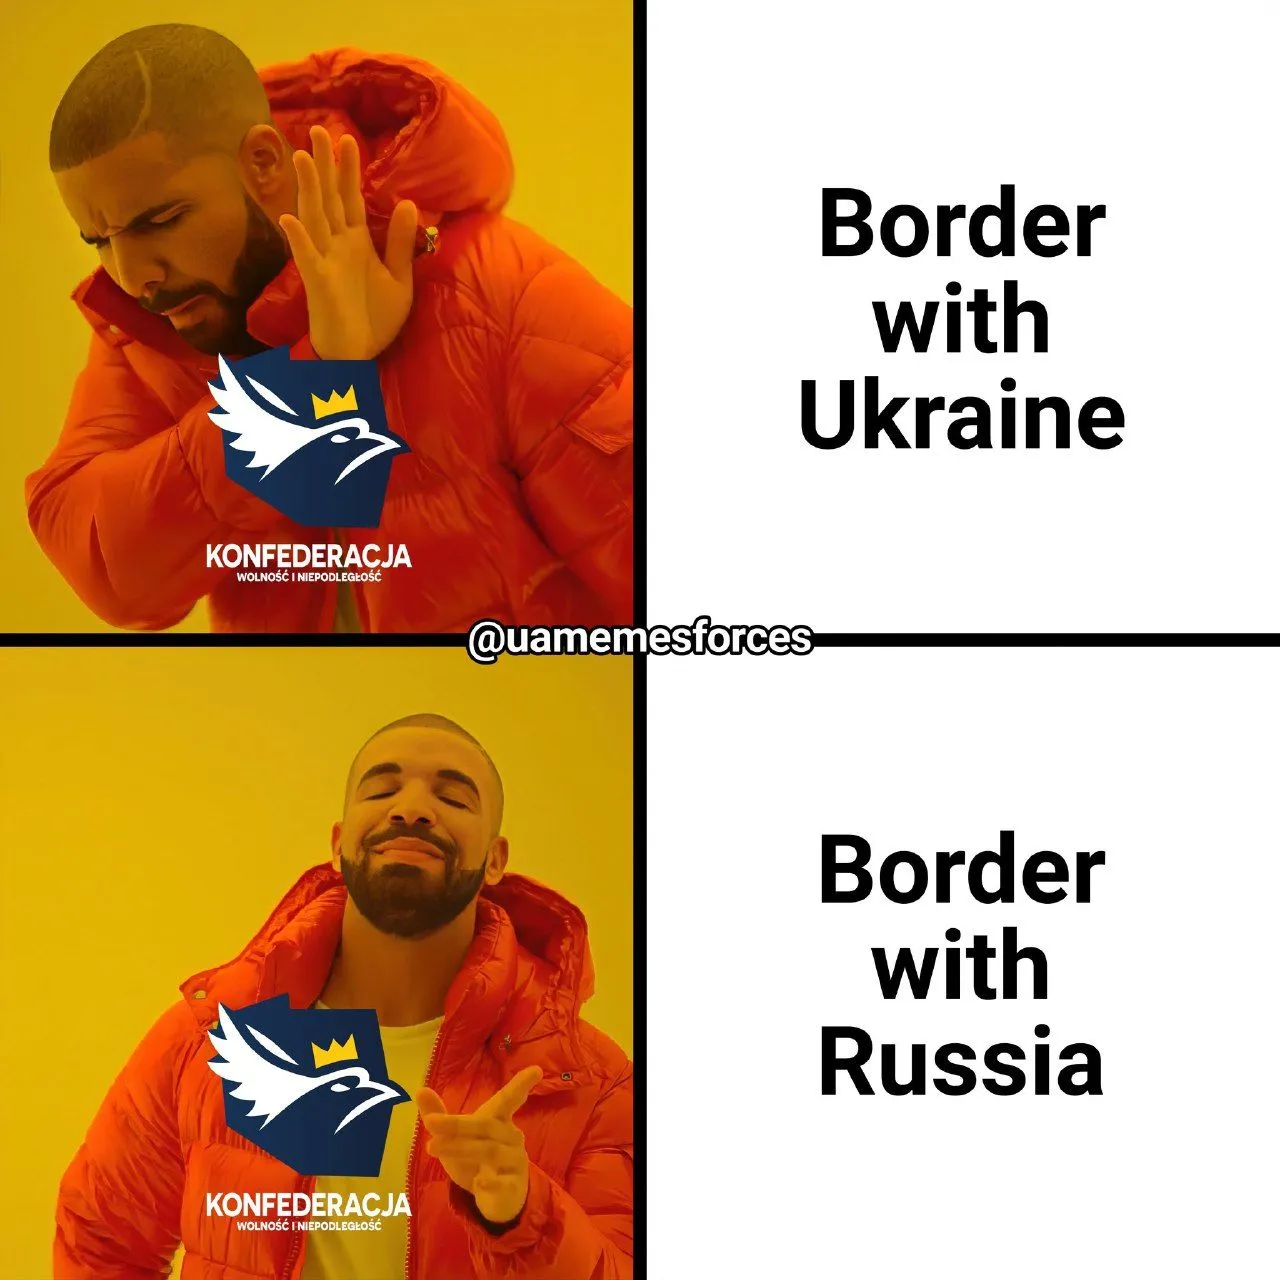 Border
with
Ukraine
KONFEDERACJA
WOLNOŚĆ I NIEPODLEGŁOŚĆ
@uamemesforces
Border
with
Russia
KONFEDERACJA
WOLNOŚĆ I NIEPODLEGŁOŚĆ